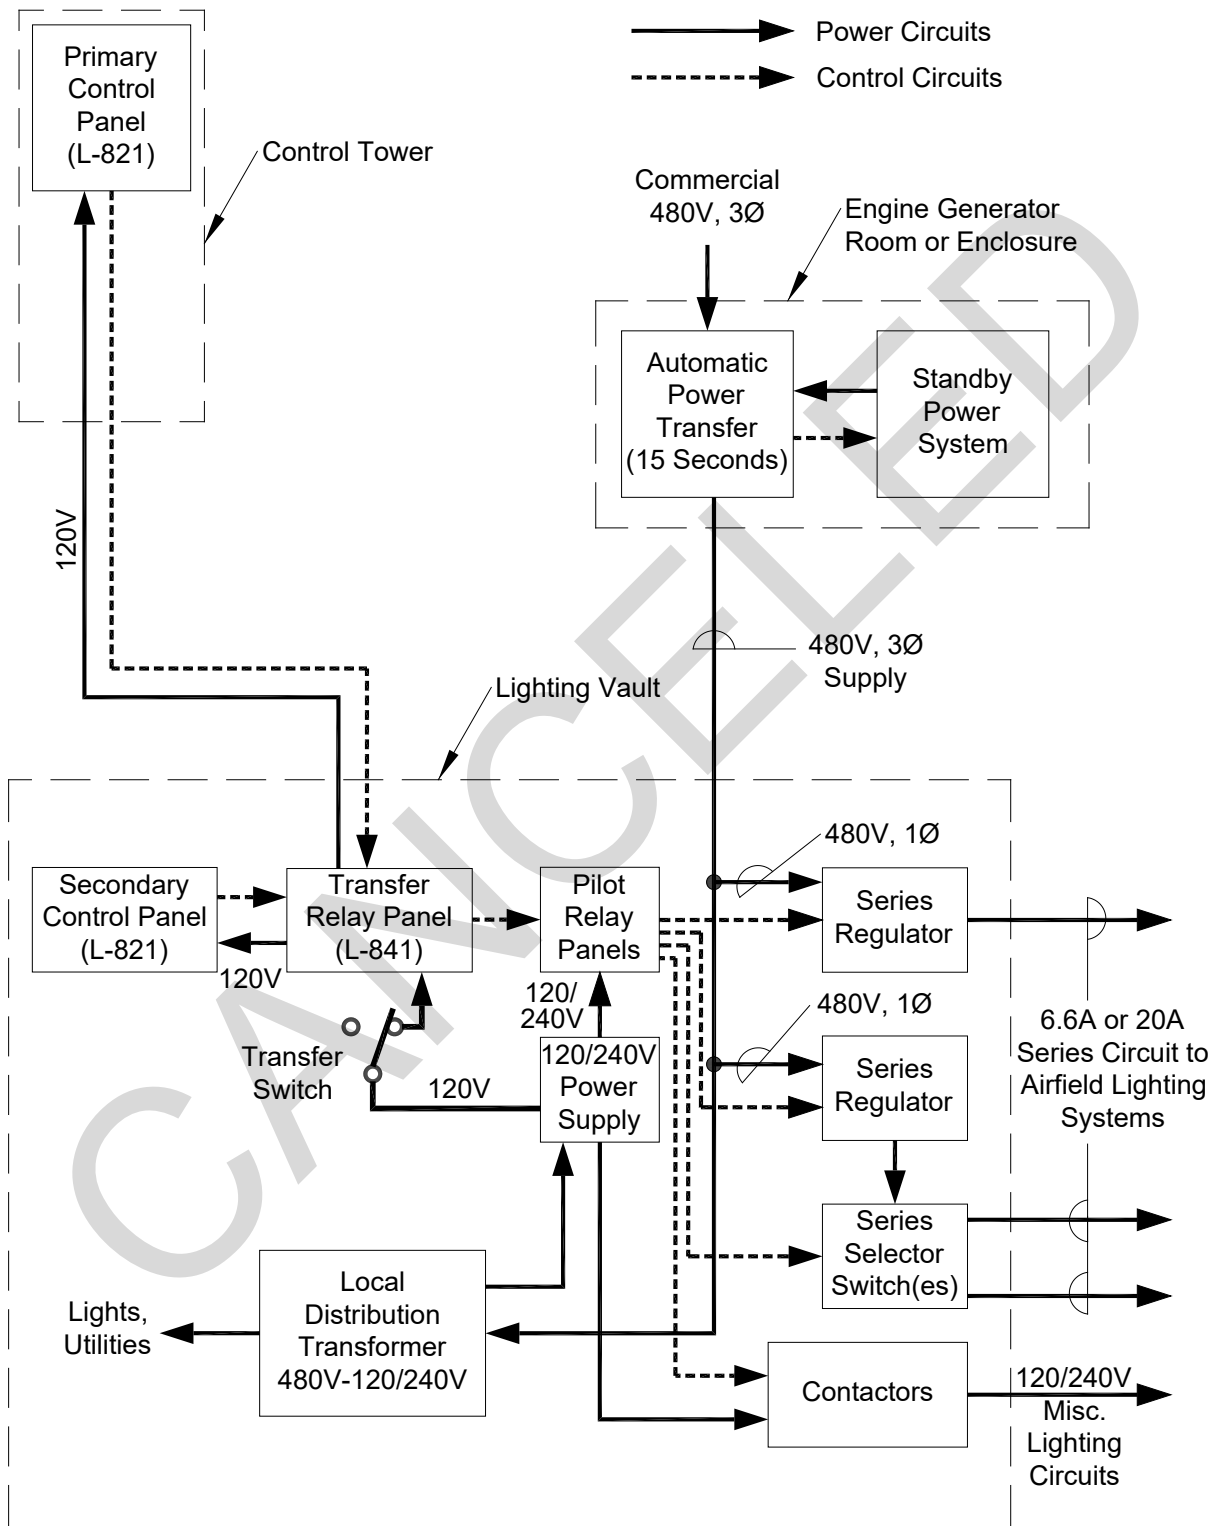 Primary
Control
Panel
(L-821)
Control Tower
Power Circuits
Control Circuits
Commercial
480V, 3Ø
Engine Generator
Room or Enclosure
Automatic
Power
Transfer
(15 Seconds)
Standby
Power
System
120V
480V, 3Ø
Supply
Lighting Vault
480V, 1Ø
Secondary
Control Panel
(L-821)
Transfer
Relay Panel
(L-841)
Pilot
Relay
Panels
Series
Regulator
120V
120/
240V
480V, 1Ø
Transfer
Switch
120V
120/240V
Power
Supply
Series
Regulator
6.6A or 20A
Series Circuit to
Airfield Lighting
Systems
Series
Selector
Switch(es)
Local
Distribution
Transformer
480V-120/240V
Lights,
Utilities
Contactors
120/240V
Misc.
Lighting
Circuits
CANCELED